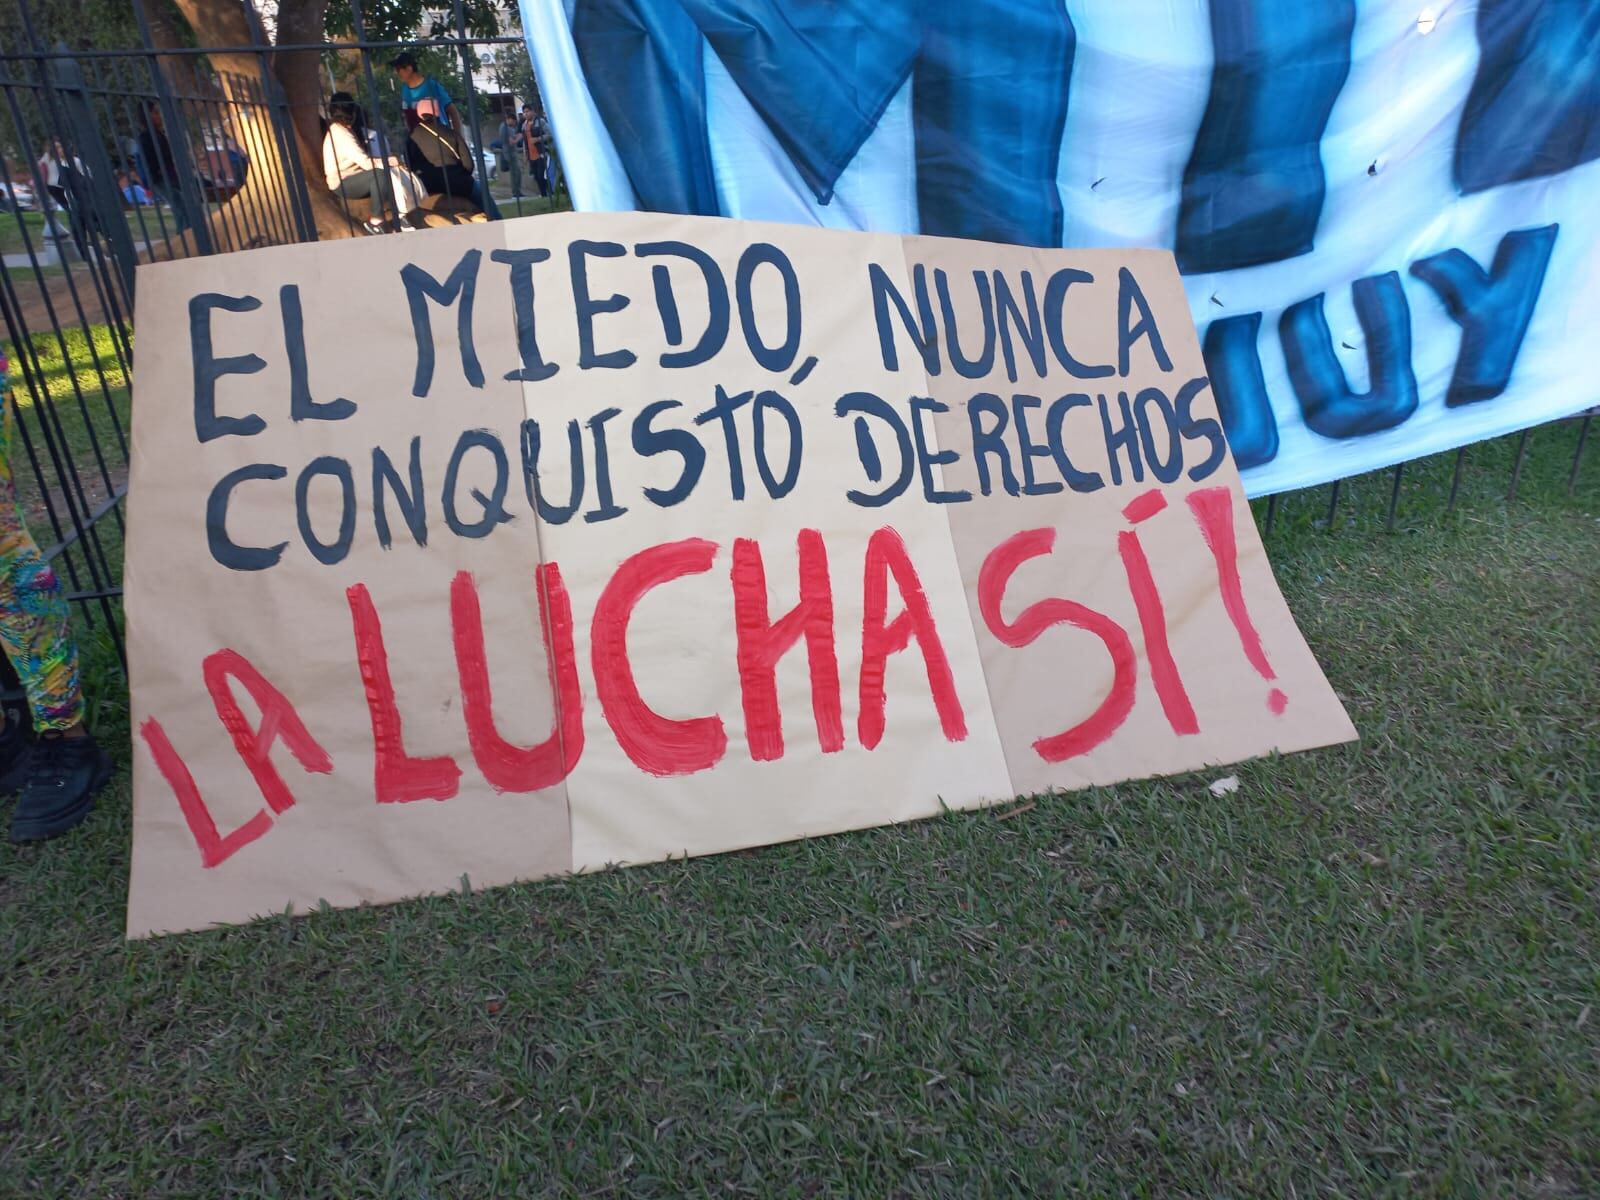 EL MIEDO, NUNCA
CONQUISTÓ DERECHOS
LA LUCHA SÍ!